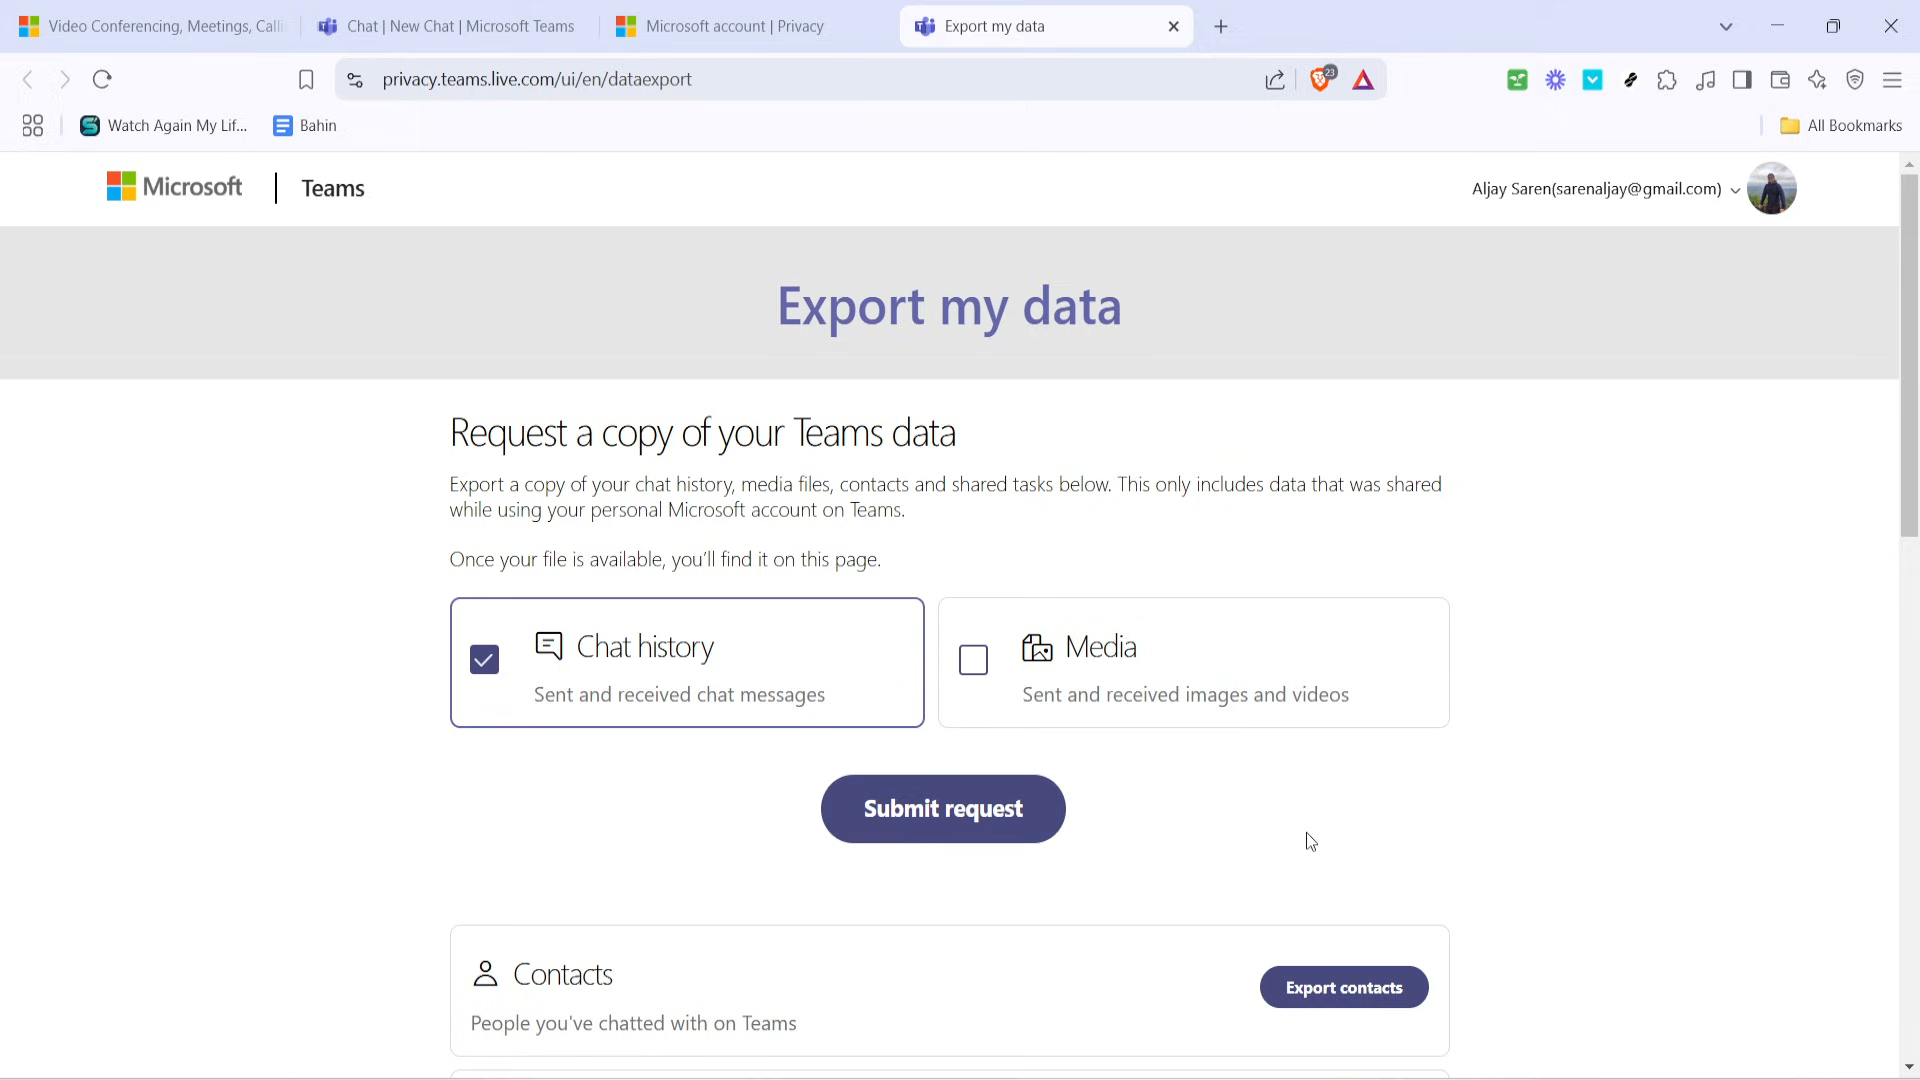 Video Conferencing, Meetings, Calli
Chat | New Chat | Microsoft Teams
Microsoft account | Privacy
Export my data
privacy.teams.live.com/ui/en/dataexport
23
Watch Again My Lif...
Bahin
All Bookmarks
Microsoft
Teams
Aljay Saren(sarenaljay@gmail.com)
Export my data
Request a copy of your Teams data
Export a copy of your chat history, media files, contacts and shared tasks below. This only includes data that was shared
while using your personal Microsoft account on Teams.
Once your file is available, you'll find it on this page.
Chat history
Sent and received chat messages
Media
Sent and received images and videos
Submit request
Contacts
Export contacts
People you've chatted with on Teams